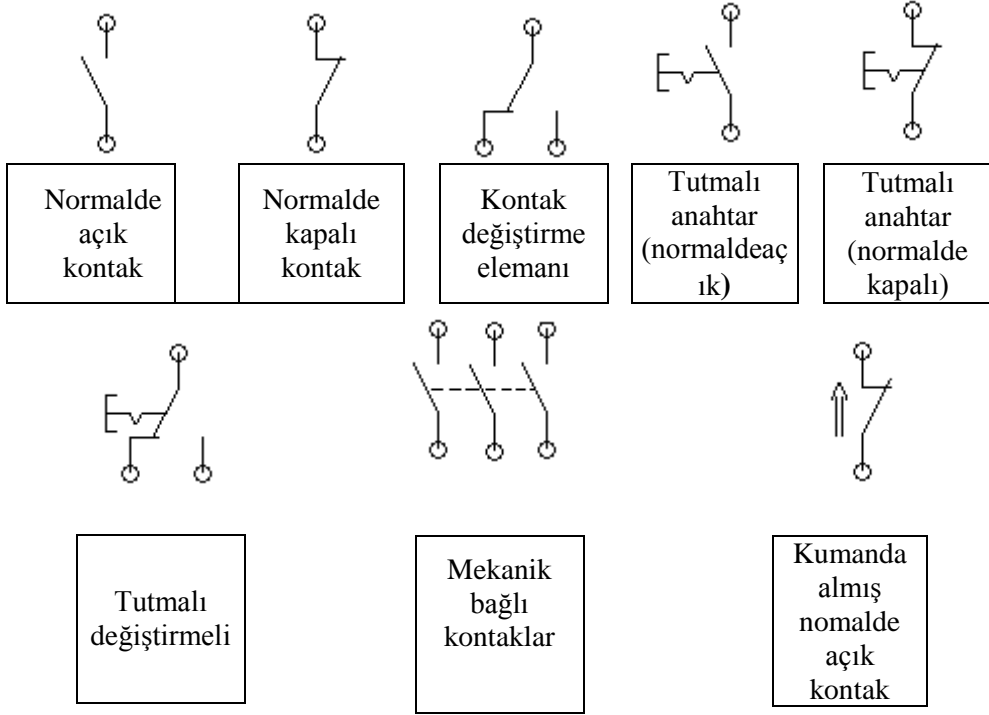 Normalde
açık
kontak
Normalde
kapalı
kontak
Kontak
değiştirme
elemanı
Tutmalı
anahtar
(normaldeaç
ık)
Tutmalı
anahtar
(normalde
kapalı)
Tutmalı
değiştirmeli
Mekanik
bağlı
kontaklar
Kumanda
almış
nomalde
açık
kontak